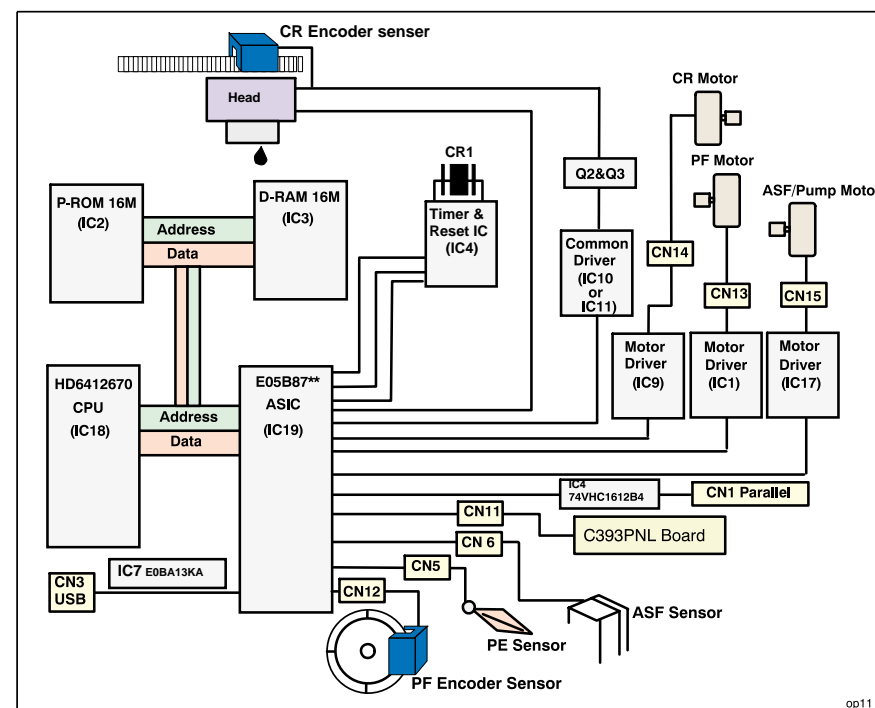 CR Encoder senser
Head
CR Motor
PF Motor
ASF/Pump Moto
CR1
Q2&Q3
P-ROM 16M
(IC2)
D-RAM 16M
(IC3)
Address
Data
Timer &
Reset IC
(IC4)
Common
Driver
(IC10
or
IC11)
CN14
CN13
CN15
Motor
Driver
(IC9)
Motor
Driver
(IC1)
Motor
Driver
(IC17)
HD6412670
CPU
(IC18)
Address
Data
E05B87**
ASIC
(IC19)
IC4
74VHC1612B4
CN1 Parallel
CN11
C393PNL Board
CN 6
CN5
CN12
CN3
USB
IC7 E0BA13KA
ASF Sensor
PE Sensor
PF Encoder Sensor
op11